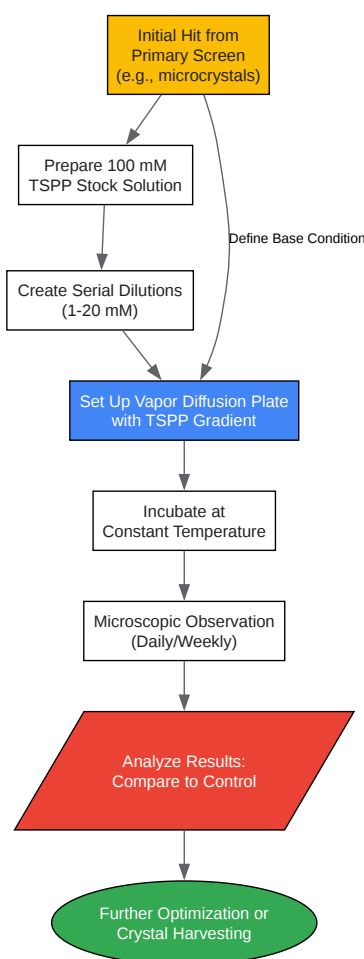 Initial Hit from
Primary Screen
(e.g., microcrystals)
Prepare 100 mM
TSPP Stock Solution
Define Base Condition
Create Serial Dilutions
(1-20 mM)
Set Up Vapor Diffusion Plate
with TSPP Gradient
Incubate at
Constant Temperature
Microscopic Observation
(Daily/Weekly)
Analyze Results:
Compare to Control
Further Optimization or
Crystal Harvesting